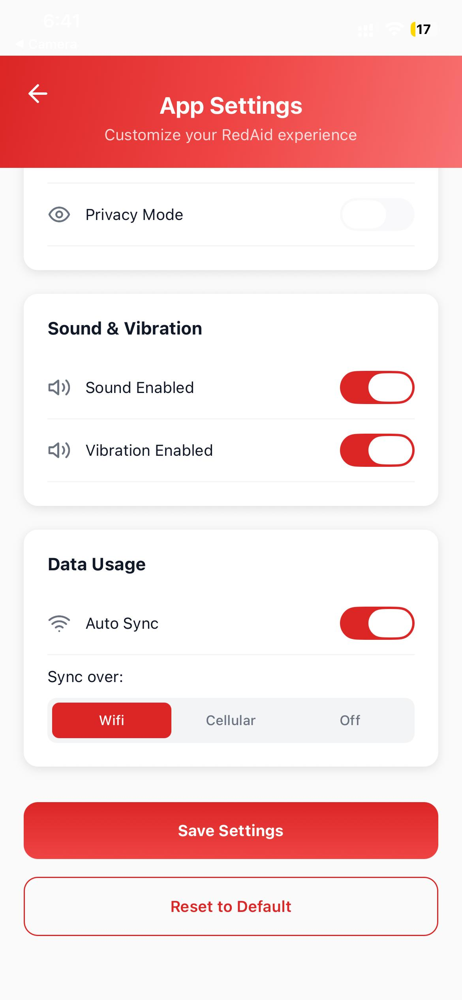 6:41
17
Camera
App Settings
Customize your RedAid experience
Privacy Mode
Sound & Vibration
Sound Enabled
Vibration Enabled
Data Usage
Auto Sync
Sync over:
Wifi Cellular Off
Save Settings
Reset to Default